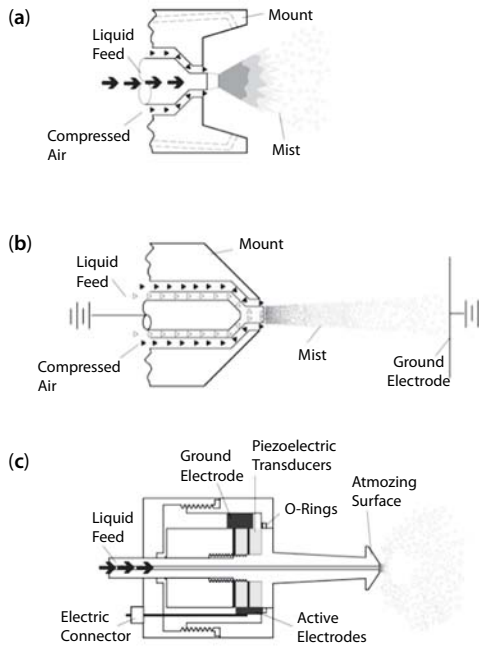 (a)
Mount
Liquid
Feed
Compressed
Air
Mist
(b)
Mount
Liquid
Feed
Compressed
Air
Mist
Ground
Electrode
(c)
Ground
Electrode
Piezoelectric
Transducers
Atmozing
Surface
O-Rings
Liquid
Feed
Electric
Connector
Active
Electrodes